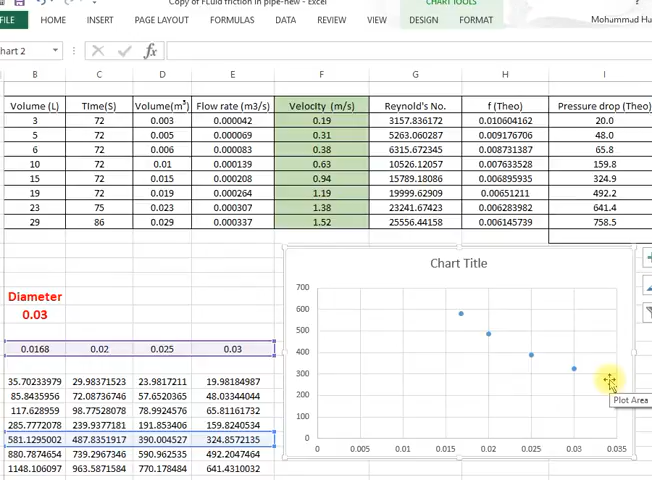 Copy of FLuid friction in pipe-new - Excel
CHART TOOLS
FILE HOME INSERT PAGE LAYOUT FORMULAS DATA REVIEW VIEW DESIGN FORMAT
hart 2 fx
B C D E F G H I
Volume (L) TIme(S) Volume(m³) Flow rate (m3/s) Velocity (m/s) Reynold's No. f (Theo) Pressure drop (Theo)
3 72 0.003 0.000042 0.19 3157.836172 0.010604162 20.0
5 72 0.005 0.000069 0.31 5263.060287 0.009176706 48.0
6 72 0.006 0.000083 0.38 6315.672345 0.008731387 65.8
10 72 0.01 0.000139 0.63 10526.12057 0.007633528 159.8
15 72 0.015 0.000208 0.94 15789.18086 0.006895935 324.9
19 72 0.019 0.000264 1.19 19999.62909 0.00651211 492.2
23 75 0.023 0.000307 1.38 23241.67423 0.006283982 641.4
29 86 0.029 0.000337 1.52 25556.44158 0.006145739 758.5
Diameter
0.03
0.0168 0.02 0.025 0.03
35.70233979 29.98371523 23.9817211 19.98184987
85.8435956 72.08736746 57.6520365 48.03344044
117.628959 98.77528078 78.9924576 65.81161732
285.7772078 239.9377181 191.853406 159.8240534
581.1295002 487.8351917 390.004527 324.8572135
880.7874654 739.2967346 590.962535 492.2047464
1148.106097 963.5871584 770.178484 641.4310032
Chart Title
700
600
500
400
300
200
100
0
0 0.005 0.01 0.015 0.02 0.025 0.03 0.035
Plot Area